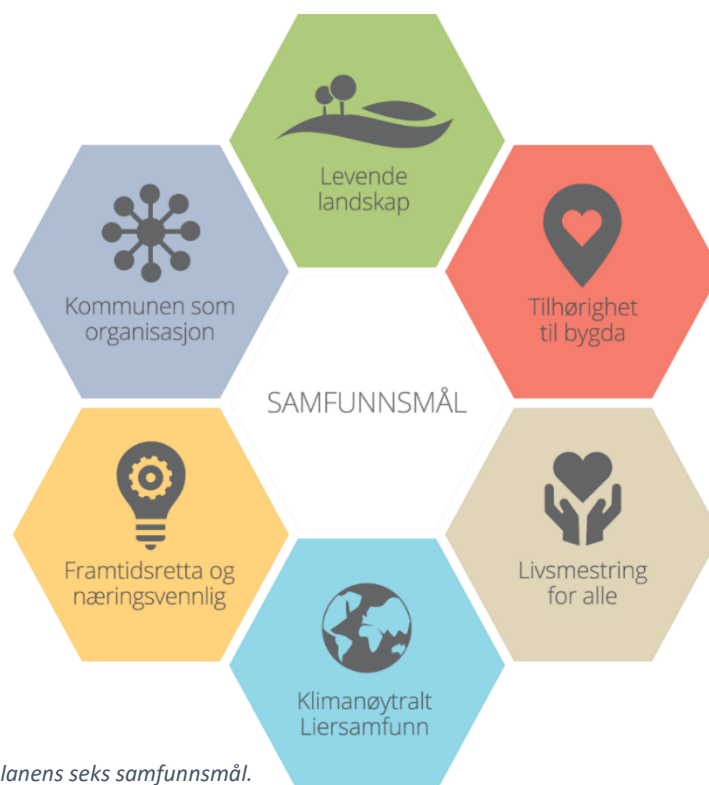 Levende
landskap
Kommunen som
organisasjon
Tilhørighet
til bygda
SAMFUNNSMÅL
Framtidsretta og
næringsvennlig
Livsmestring
for alle
Klimanøytralt
Liersamfunn
lanens seks samfunnsmål.